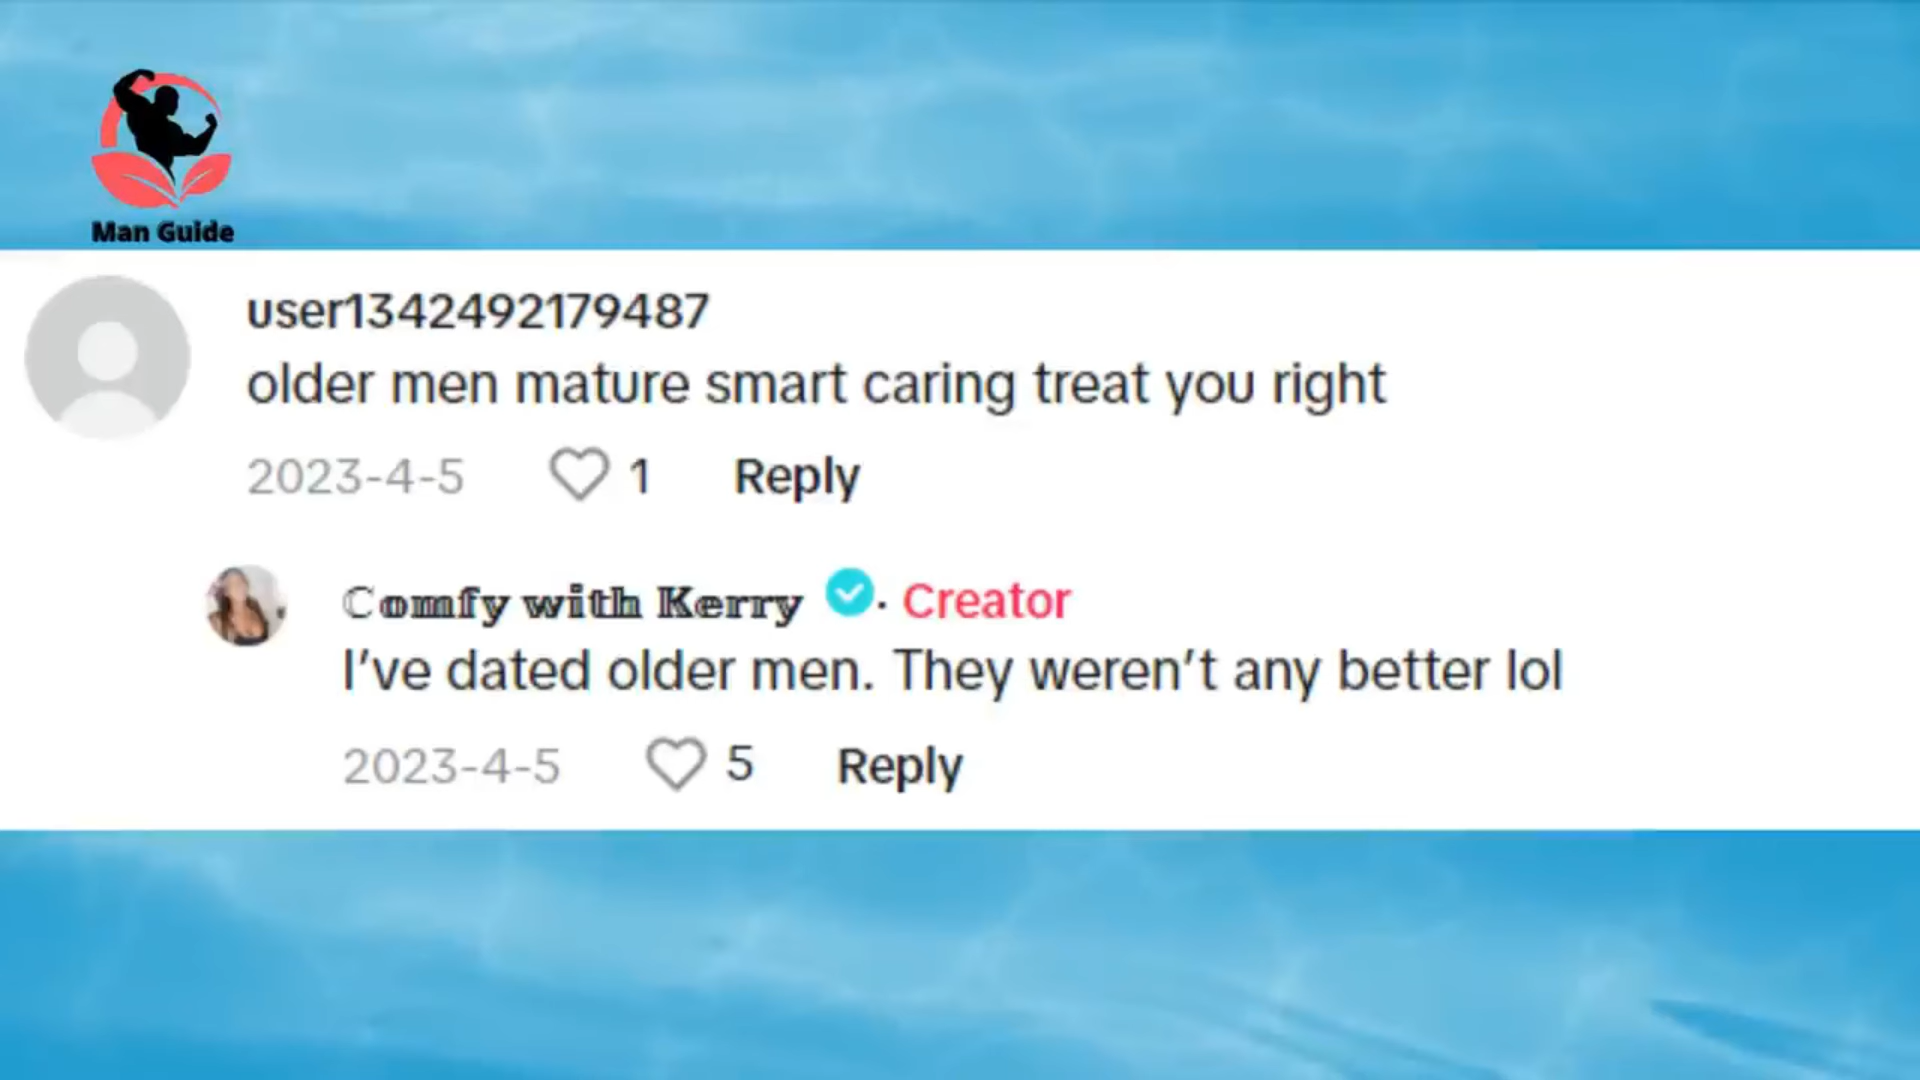 Man Guide
user1342492179487
older men mature smart caring treat you right
2023-4-5 1 Reply
ℂ𝕠𝕞𝕗𝕪 𝕨𝕚𝕥𝕙 𝕂𝕖𝕣𝕣𝕪 · Creator
I’ve dated older men. They weren’t any better lol
2023-4-5 5 Reply